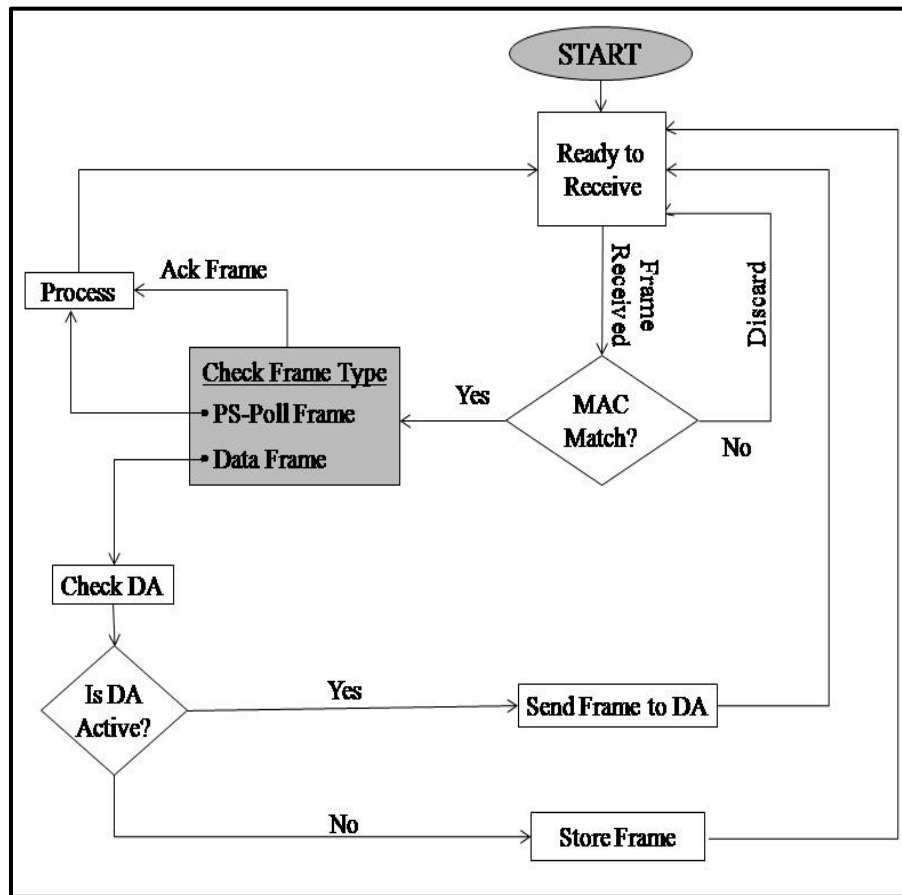 START
Ready to
Receive
Ack Frame
Process
Frame
Received
Discard
Check Frame Type
• PS-Poll Frame
• Data Frame
Yes
MAC
Match?
No
Check DA
Is DA
Active?
Yes
Send Frame to DA
No
Store Frame